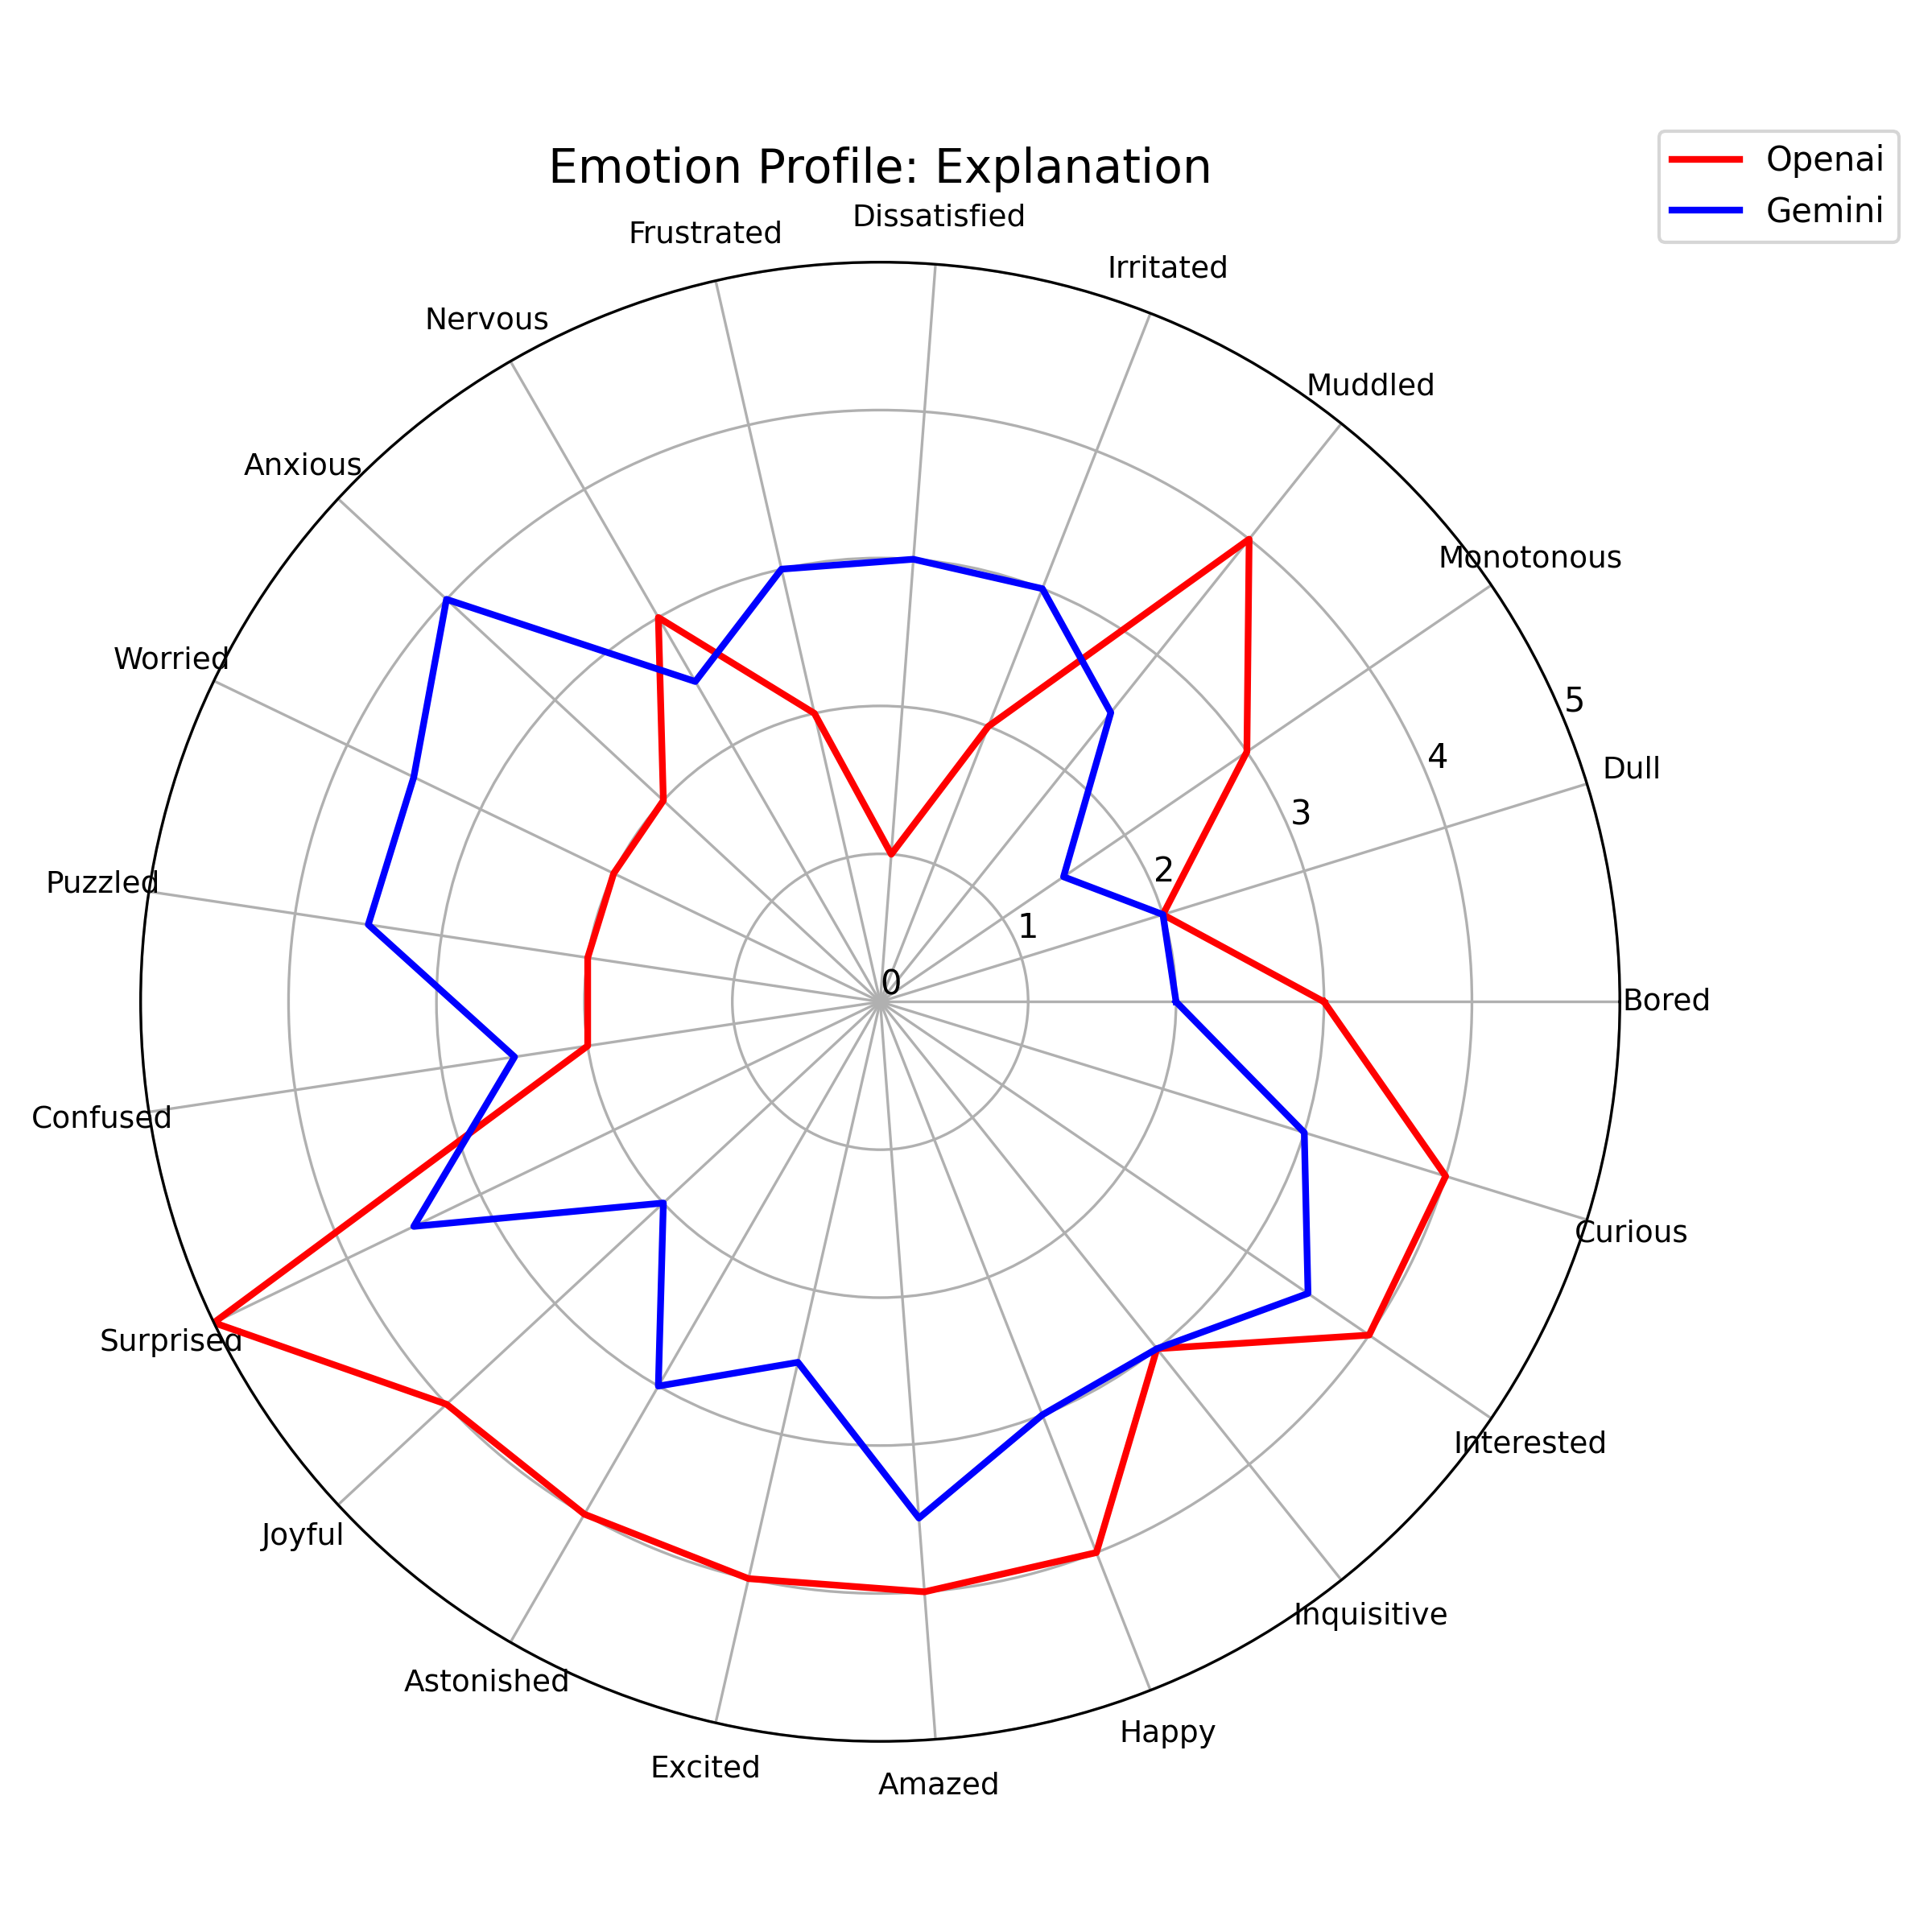 Emotion Profile: Explanation
Openai
Gemini
Dissatisfied
Frustrated
Irritated
Nervous
Muddled
Anxious
Monotonous
Worried
5
4
Dull
3
2
Puzzled
1
0
Bored
Confused
Curious
Surprised
Interested
Joyful
Inquisitive
Astonished
Happy
Excited
Amazed